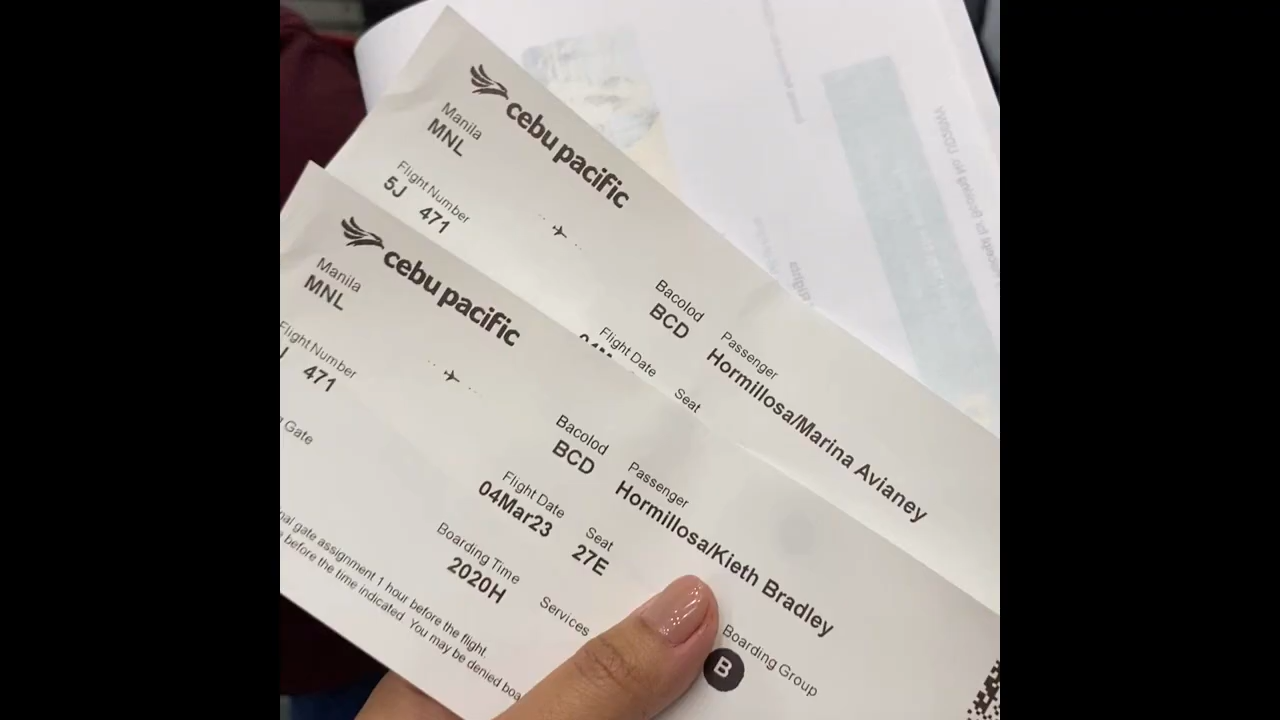 cebu pacific
Manila
MNL
Bacolod
BCD
Flight Number
5J 471
Flight Date
Seat
Passenger
Hormillosa/Marina Avianey
cebu pacific
Manila
MNL
Bacolod
BCD
Flight Number
471
Flight Date
04Mar23
Seat
27E
Passenger
Hormillosa/Kieth Bradley
Gate
Boarding Time
2020H
Services
Boarding Group
B
gate assignment 1 hour before the flight.
before the time indicated. You may be denied